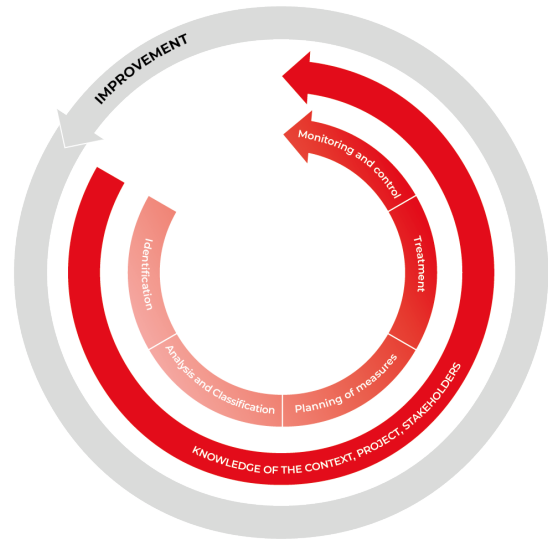 IMPROVEMENT
Monitoring and control
Treatment
Planning of measures
Analysis and Classification
Identification
KNOWLEDGE OF THE CONTEXT, PROJECT, STAKEHOLDERS